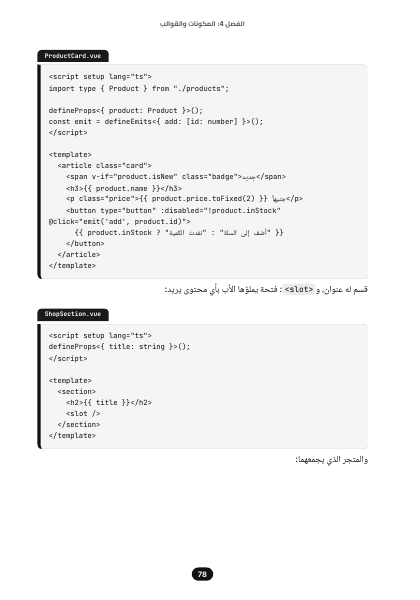 الفصل 4: المكونات والقوالب
ProductCard.vue
<script setup lang="ts">
import type { Product } from "./products";
defineProps<{ product: Product }>();
const emit = defineEmits<{ add: [id: number] }>();
</script>
<template>
<article class="card">
<span v-if="product.isNew" class="badge">جديد</span>
<h3>{{ product.name }}</h3>
<p class="price">{{ product.price.toFixed(2) }} جنيها</p>
<button type="button" :disabled="!product.inStock"
@click="emit('add', product.id)">
{{ product.inStock ? "أضف إلى السلة" : "نفدت الكمية" }}
</button>
</article>
</template>
قسم له عنوان، و<slot>: فتحة يملؤها الأب بأي محتوى يريد:
ShopSection.vue
<script setup lang="ts">
defineProps<{ title: string }>();
</script>
<template>
<section>
<h2>{{ title }}</h2>
<slot />
</section>
</template>
والمتجر الذي يجمعهما:
78